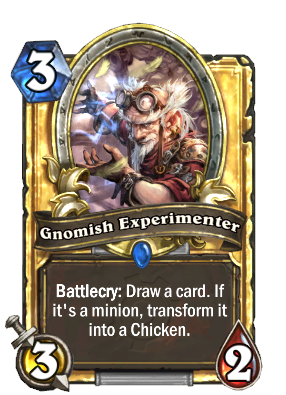 3
Gnomish Experimenter
Battlecry: Draw a card. If
it's a minion, transform it
into a Chicken.
3
2